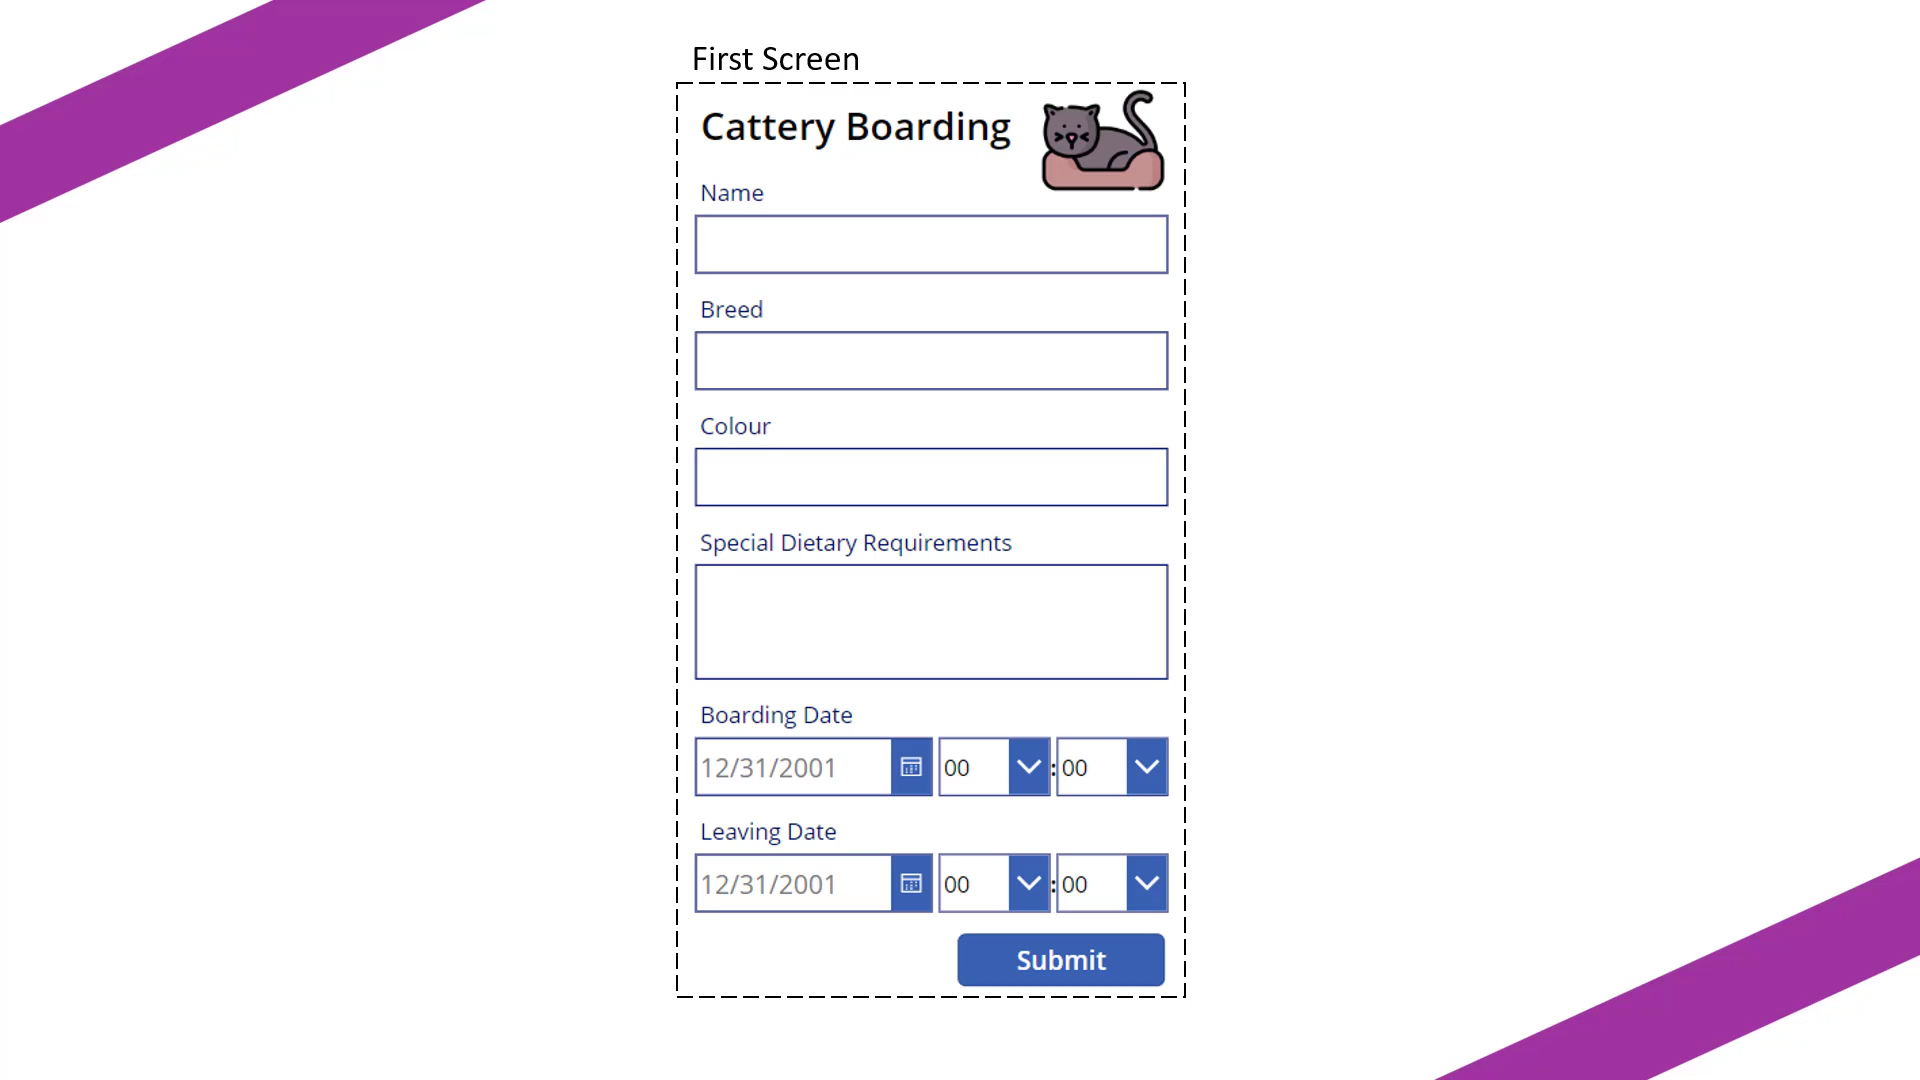 First Screen
Cattery Boarding
Name
Breed
Colour
Special Dietary Requirements
Boarding Date
12/31/2001 00 : 00
Leaving Date
12/31/2001 00 : 00
Submit